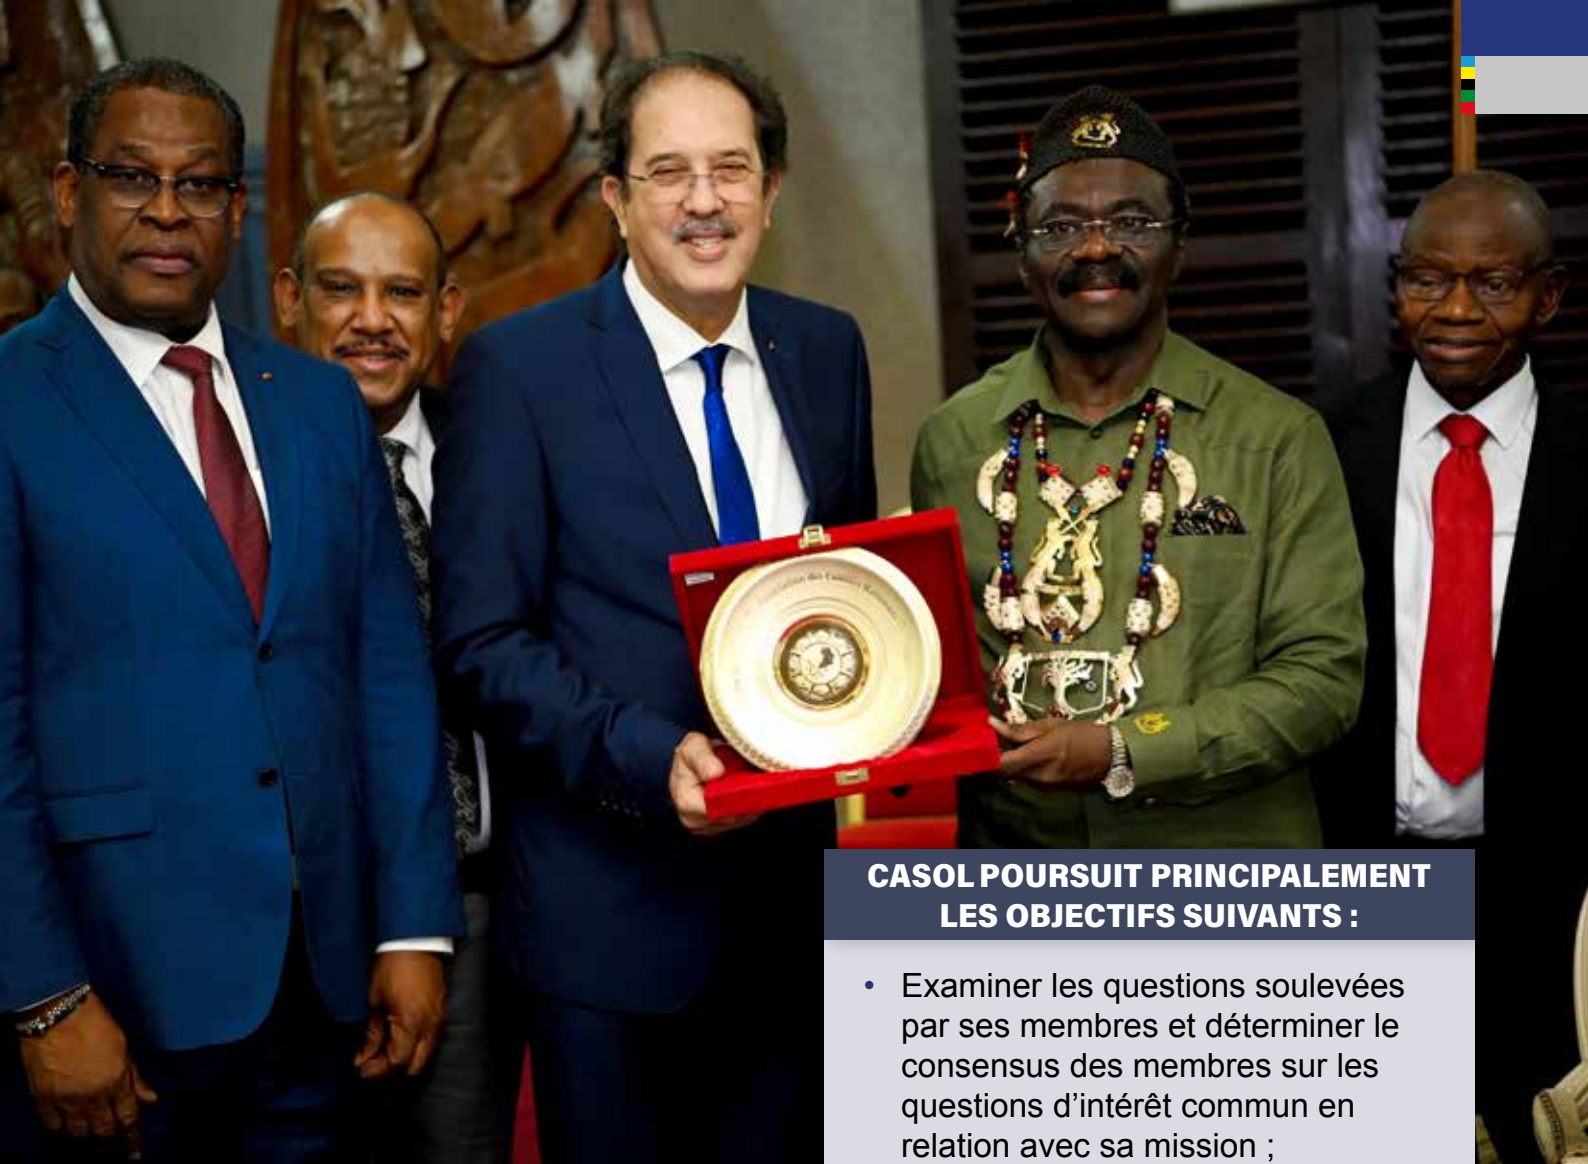 CASOL POURSUIT PRINCIPALEMENT
LES OBJECTIFS SUIVANTS :
• Examiner les questions soulevées
par ses membres et déterminer le
consensus des membres sur les
questions d’intérêt commun en
relation avec sa mission ;